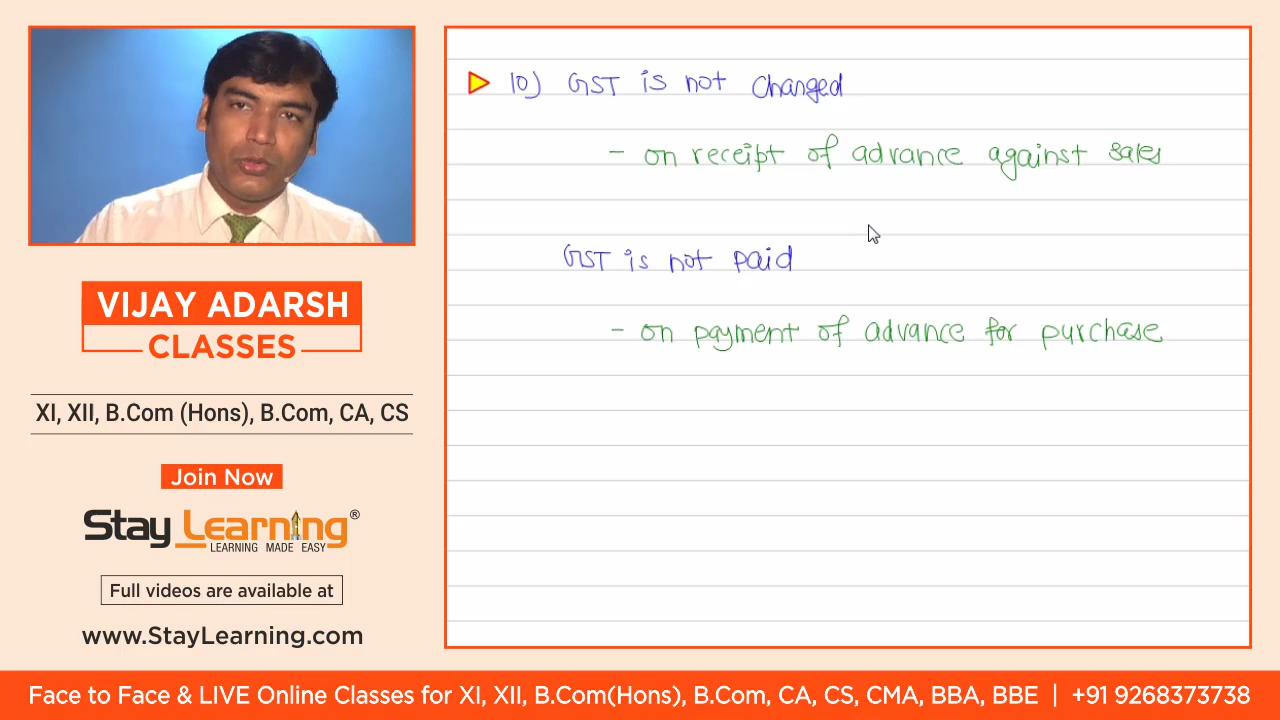 10) GST is not Changed
- on receipt of advance against sales
GST is not paid
- on payment of advance for purchase
VIJAY ADARSH
CLASSES
XI, XII, B.Com (Hons), B.Com, CA, CS
Join Now
Stay Learning®
LEARNING MADE EASY
Full videos are available at
www.StayLearning.com
Face to Face & LIVE Online Classes for XI, XII, B.Com(Hons), B.Com, CA, CS, CMA, BBA, BBE | +91 9268373738